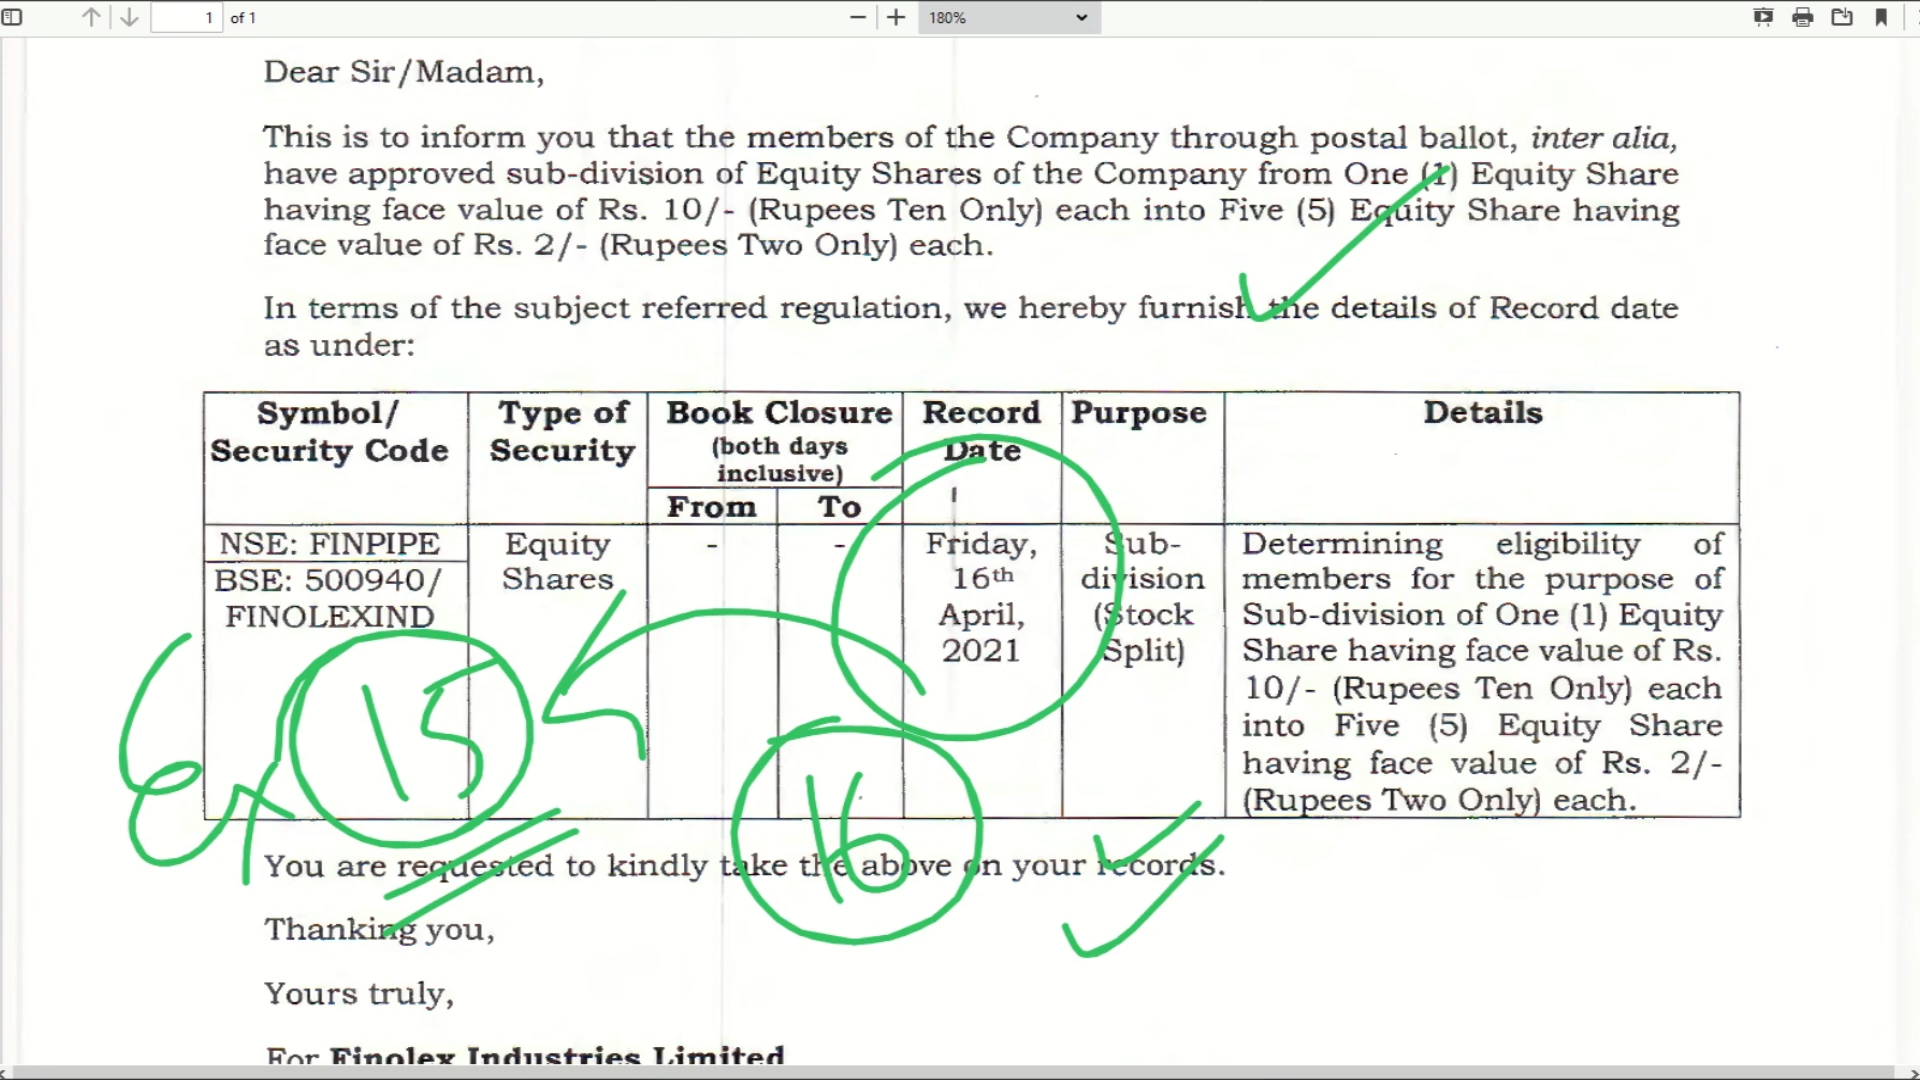 1 of 1 180%
Dear Sir/Madam,
This is to inform you that the members of the Company through postal ballot, inter alia,
have approved sub-division of Equity Shares of the Company from One (1) Equity Share
having face value of Rs. 10/- (Rupees Ten Only) each into Five (5) Equity Share having
face value of Rs. 2/- (Rupees Two Only) each.
In terms of the subject referred regulation, we hereby furnish the details of Record date
as under:
Symbol/
Security Code
Type of
Security
Book Closure
(both days
inclusive)
From To
Record
Date
Purpose
Details
NSE: FINPIPE
BSE: 500940/
FINOLEXIND
Equity
Shares
-
-
Friday,
16th
April,
2021
Sub-
division
(Stock
Split)
Determining eligibility of
members for the purpose of
Sub-division of One (1) Equity
Share having face value of Rs.
10/- (Rupees Ten Only) each
into Five (5) Equity Share
having face value of Rs. 2/-
(Rupees Two Only) each.
Ex 15
16
You are requested to kindly take the above on your records.
Thanking you,
Yours truly,
For Finolex Industries Limited